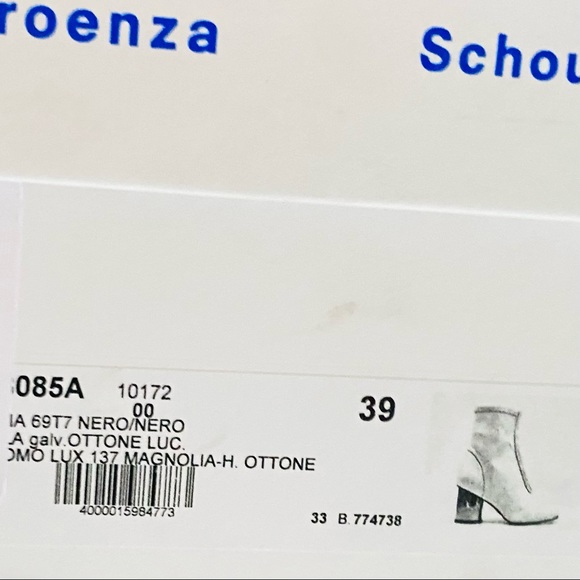 roenza Schou
085A 10172 39
00
IA 69T7 NERO/NERO
LA galv.OTTONE LUC.
OMO LUX 137 MAGNOLIA-H. OTTONE
4000015984773
33 B.774738